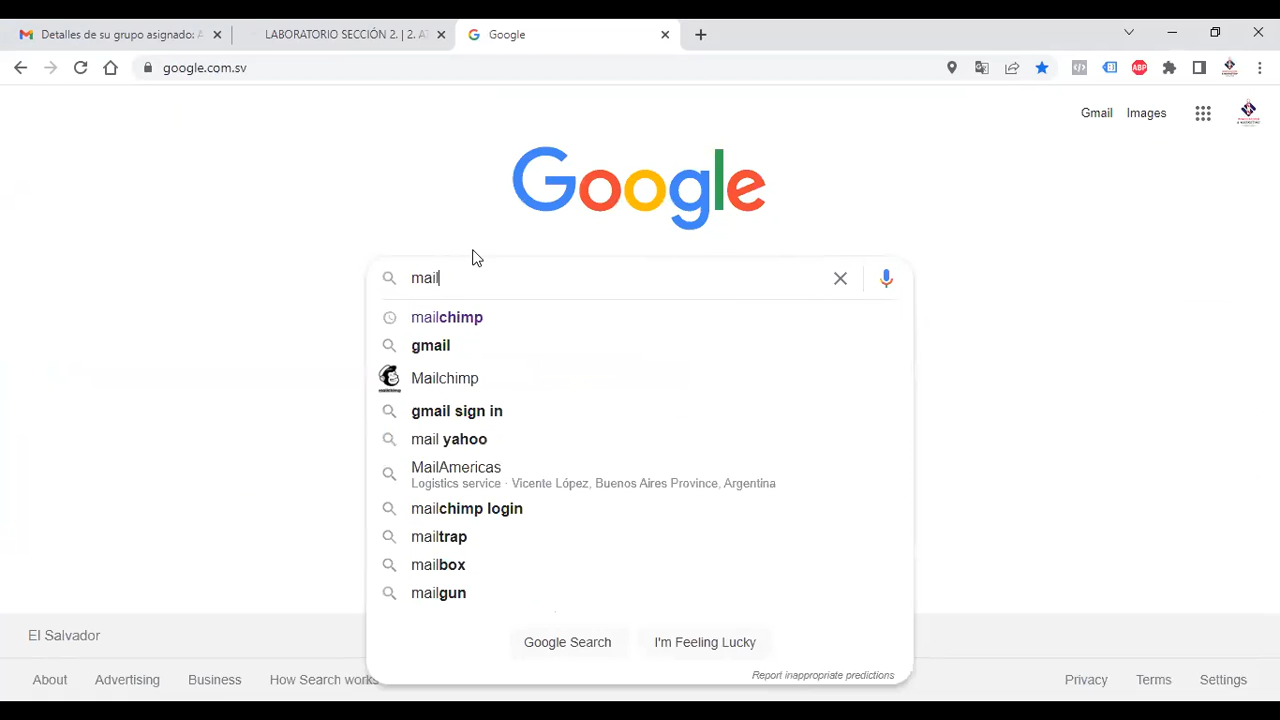 Detalles de su grupo asignado: A
LABORATORIO SECCIÓN 2. | 2. AT
Google
google.com.sv
ABP
Gmail
Images
Google
mail
mailchimp
gmail
Mailchimp
gmail sign in
mail yahoo
MailAmericas
Logistics service · Vicente López, Buenos Aires Province, Argentina
mailchimp login
mailtrap
mailbox
mailgun
Google Search
I'm Feeling Lucky
Report inappropriate predictions
El Salvador
About
Advertising
Business
How Search works
Privacy
Terms
Settings